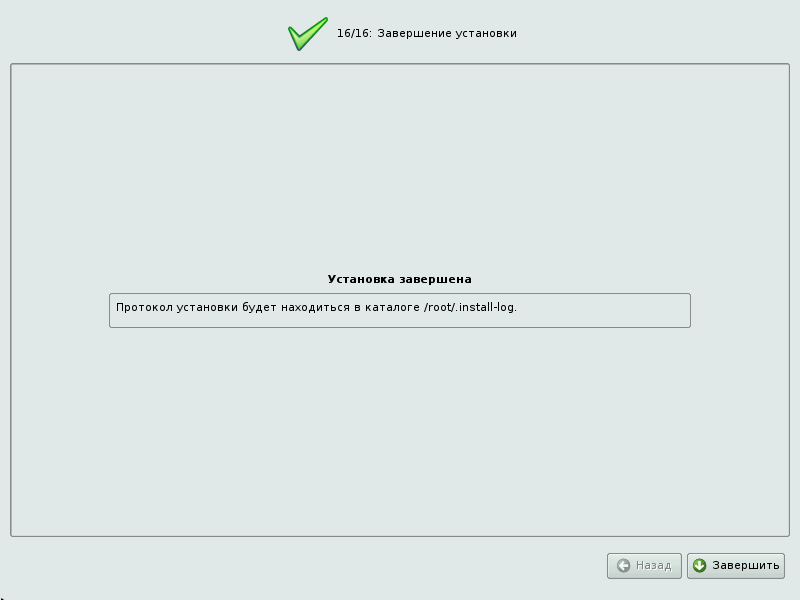 16/16: Завершение установки
Установка завершена
Протокол установки будет находиться в каталоге /root/.install-log.
Назад
Завершить